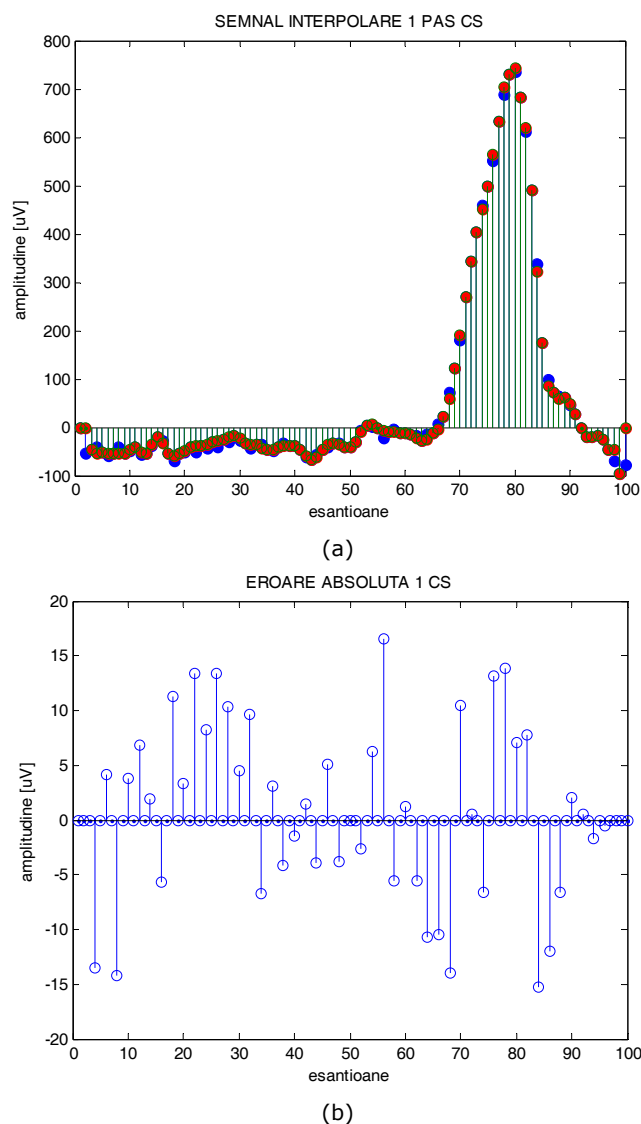 SEMNAL INTERPOLARE 1 PAS CS
800
700
600
500
400
300
200
100
0
-100
amplitudine [uV]
0 10 20 30 40 50 60 70 80 90 100
esantioane
(a)
EROARE ABSOLUTA 1 CS
20
15
10
5
0
-5
-10
-15
-20
amplitudine [uV]
0 10 20 30 40 50 60 70 80 90 100
esantioane
(b)